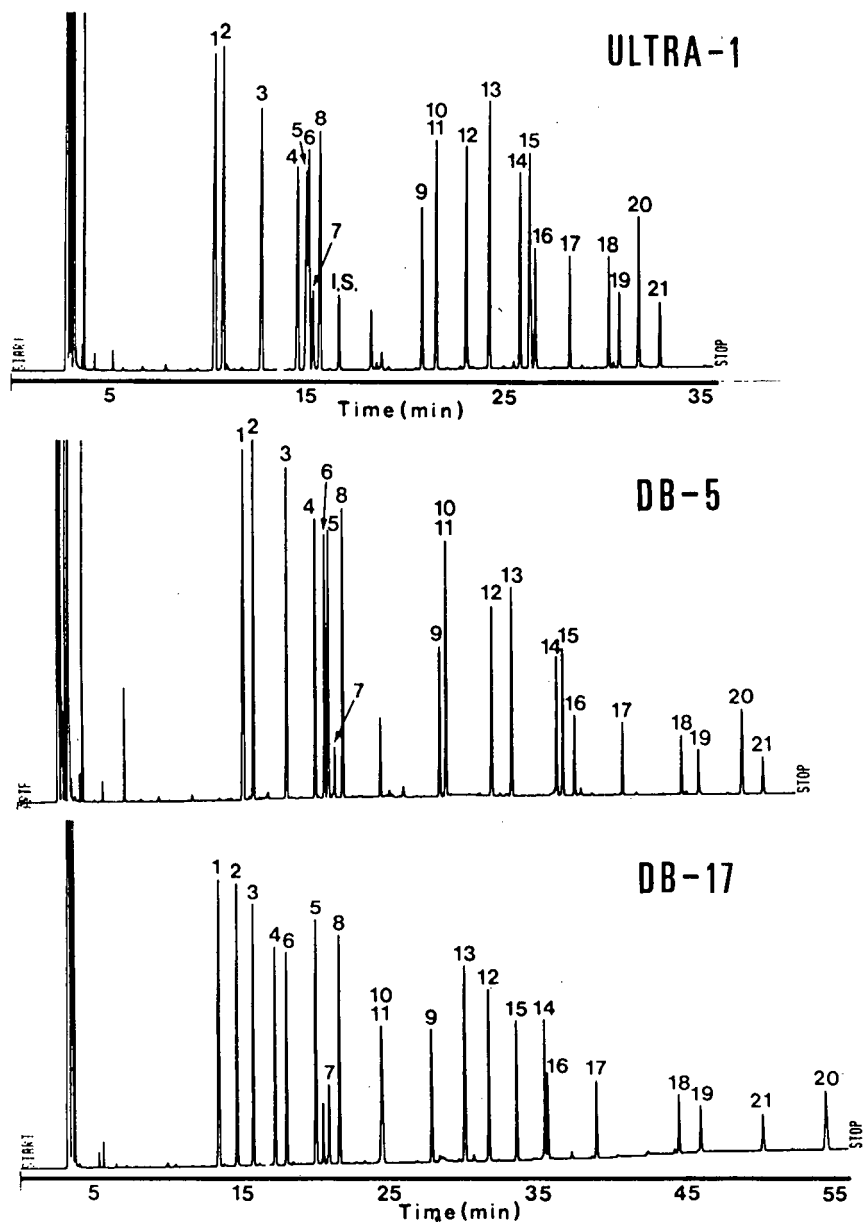 ULTRA-1
1 2 3 4 5 6 7 8 I.S. 9 10 11 12 13 14 15 16 17 18 19 20 21
START STOP
5 15 25 35
Time(min)
DB-5
1 2 3 4 6 5 7 8 9 10 11 12 13 14 15 16 17 18 19 20 21
STOP
DB-17
1 2 3 4 6 5 7 8 10 11 9 13 12 15 14 16 17 18 19 21 20
START STOP
5 15 25 35 45 55
Time(min)